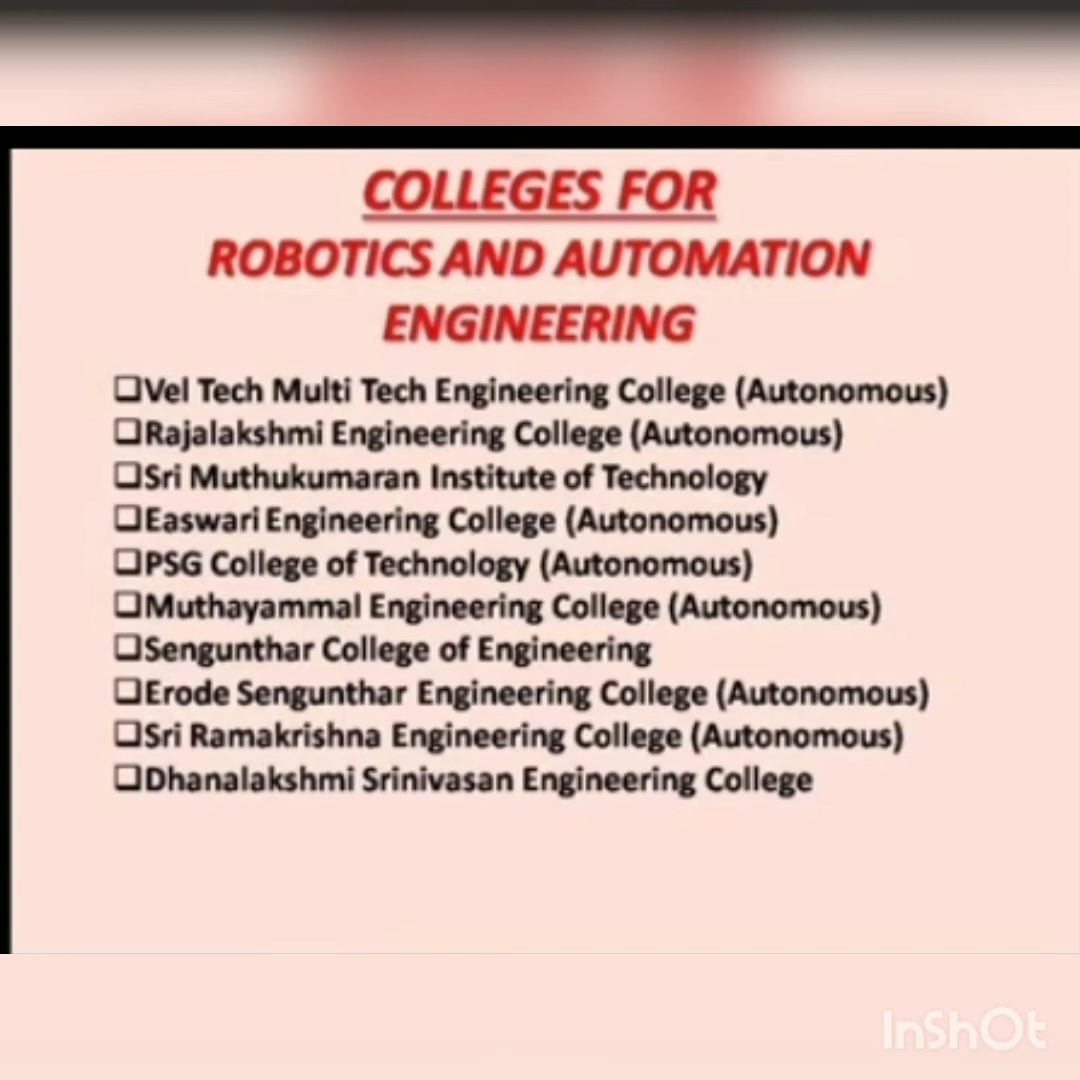 COLLEGES FOR
ROBOTICS AND AUTOMATION
ENGINEERING
❑Vel Tech Multi Tech Engineering College (Autonomous)
❑Rajalakshmi Engineering College (Autonomous)
❑Sri Muthukumaran Institute of Technology
❑Easwari Engineering College (Autonomous)
❑PSG College of Technology (Autonomous)
❑Muthayammal Engineering College (Autonomous)
❑Sengunthar College of Engineering
❑Erode Sengunthar Engineering College (Autonomous)
❑Sri Ramakrishna Engineering College (Autonomous)
❑Dhanalakshmi Srinivasan Engineering College
InShOt